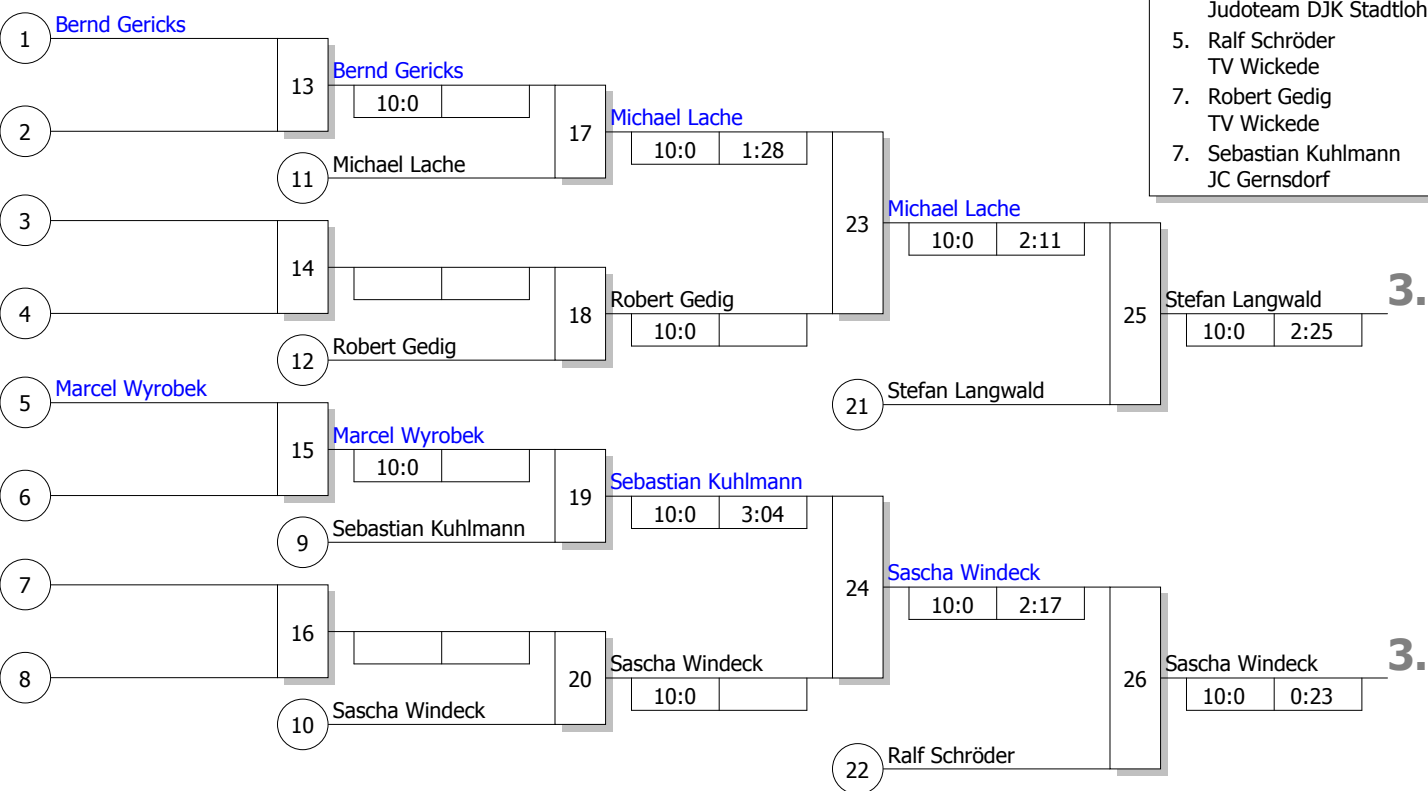 Judoteam DJK Stadtloh
5. Ralf Schröder
TV Wickede
7. Robert Gedig
TV Wickede
7. Sebastian Kuhlmann
JC Gernsdorf
1 Bernd Gericks
13
Bernd Gericks
10:0
2
17
Michael Lache
10:0 1:28
11 Michael Lache
3
23
Michael Lache
10:0 2:11
14
4
18
Robert Gedig
10:0
12 Robert Gedig
25
Stefan Langwald 3.
10:0 2:25
21 Stefan Langwald
5 Marcel Wyrobek
15
Marcel Wyrobek
10:0
6
19
Sebastian Kuhlmann
10:0 3:04
9 Sebastian Kuhlmann
7
24
Sascha Windeck
10:0 2:17
16
8
20
Sascha Windeck
10:0
10 Sascha Windeck
26
Sascha Windeck 3.
10:0 0:23
22 Ralf Schröder